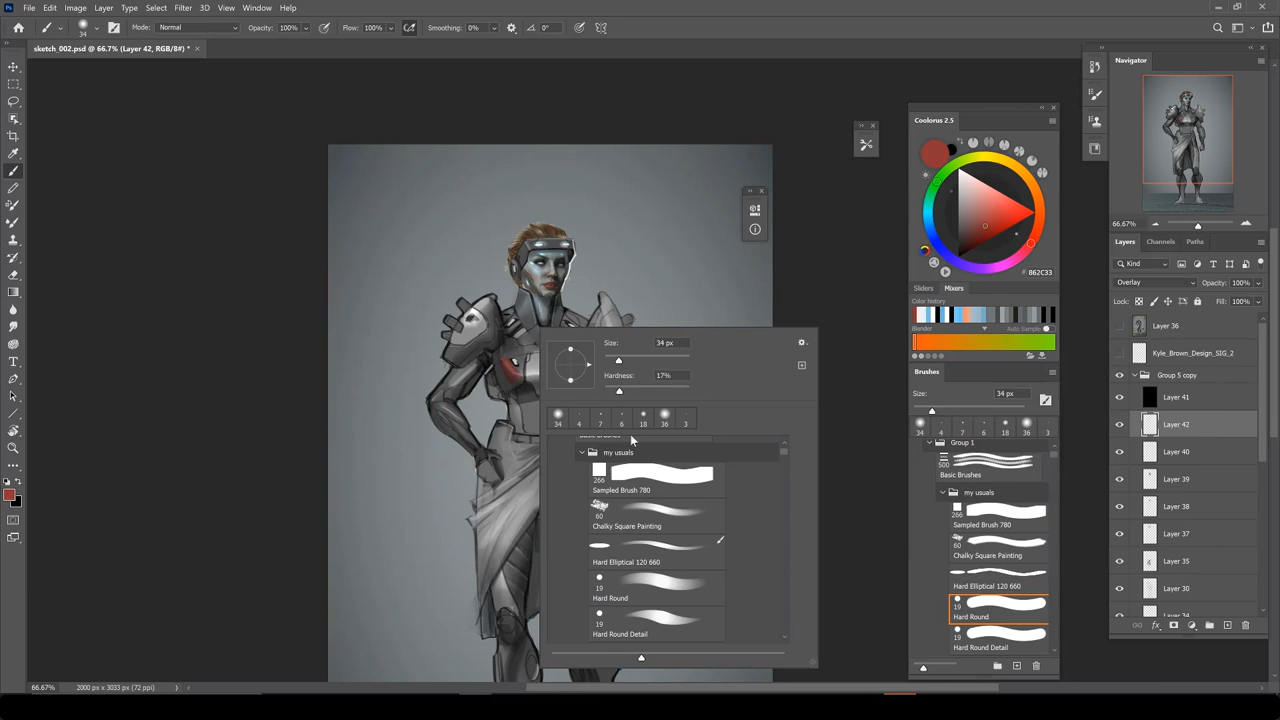 File Edit Image Layer Type Select Filter 3D View Window Help
34 Mode: Normal Opacity: 100% Flow: 100% Smoothing: 0% 0°
sketch_002.psd @ 66.7% (Layer 42, RGB/8#) *
Size: 34 px
Hardness: 17%
34 4 7 6 18 36 3
Basic Brushes
my usuals
266
Sampled Brush 780
60
Chalky Square Painting
Hard Elliptical 120 660
19
Hard Round
19
Hard Round Detail
Coolorus 2.5
# 862C33
Sliders Mixers
Color history
Blender Auto Sample
Brushes
Size: 34 px
34 4 7 6 18 36 3
Group 1
500
Basic Brushes
my usuals
266
Sampled Brush 780
60
Chalky Square Painting
Hard Elliptical 120 660
19
Hard Round
19
Hard Round Detail
Navigator
66.67%
Layers Channels Paths
Kind
Overlay Opacity: 100%
Lock: Fill: 100%
Layer 36
Kyle_Brown_Design_SIG_2
Group 5 copy
Layer 41
Layer 42
Layer 40
Layer 39
Layer 38
Layer 37
Layer 35
Layer 30
Layer 34
fx
66.67% 2000 px x 3033 px (72 ppi)